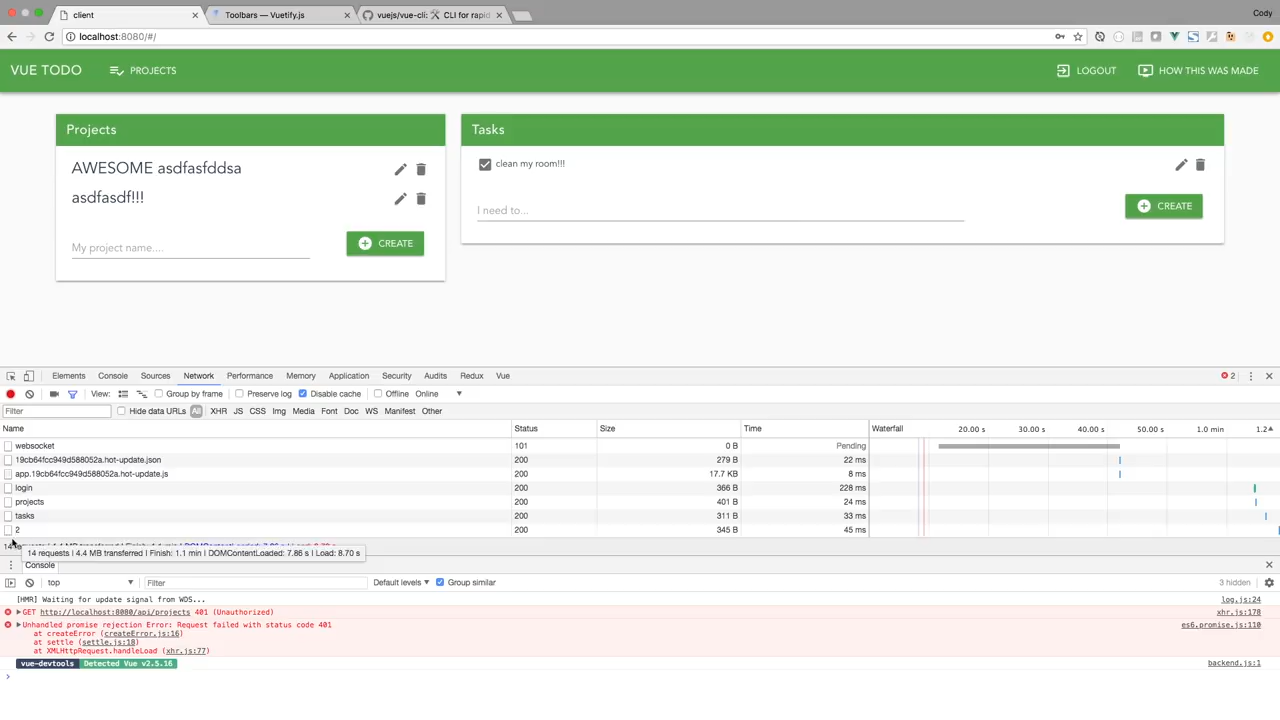 client
Toolbars — Vuetify.js
vuejs/vue-cli: 🛠 CLI for rapid
Cody
localhost:8080/#/
VUE TODO
PROJECTS
LOGOUT
HOW THIS WAS MADE
Projects
AWESOME asdfasfddsa
asdfasdf!!!
My project name....
CREATE
Tasks
clean my room!!!
I need to...
CREATE
Elements Console Sources Network Performance Memory Application Security Audits Redux Vue 2
View: Group by frame Preserve log Disable cache Offline Online
Filter Hide data URLs All XHR JS CSS Img Media Font Doc WS Manifest Other
Name Status Size Time Waterfall 20.00 s 30.00 s 40.00 s 50.00 s 1.0 min 1.2
websocket 101 0 B Pending
19cb64fcc949d588052a.hot-update.json 200 279 B 22 ms
app.19cb64fcc949d588052a.hot-update.js 200 17.7 KB 8 ms
login 200 366 B 228 ms
projects 200 401 B 24 ms
tasks 200 311 B 33 ms
2 200 345 B 45 ms
14 requests | 4.4 MB transferred | Finish: 1.1 min | DOMContentLoaded: 7.86 s | Load: 8.70 s
Console
top Filter Default levels Group similar 3 hidden
[HMR] Waiting for update signal from WDS... log.js:24
GET http://localhost:8080/api/projects 401 (Unauthorized) xhr.js:178
Unhandled promise rejection Error: Request failed with status code 401 es6.promise.js:110
at createError (createError.js:16)
at settle (settle.js:18)
at XMLHttpRequest.handleLoad (xhr.js:77)
vue-devtools Detected Vue v2.5.16 backend.js:1